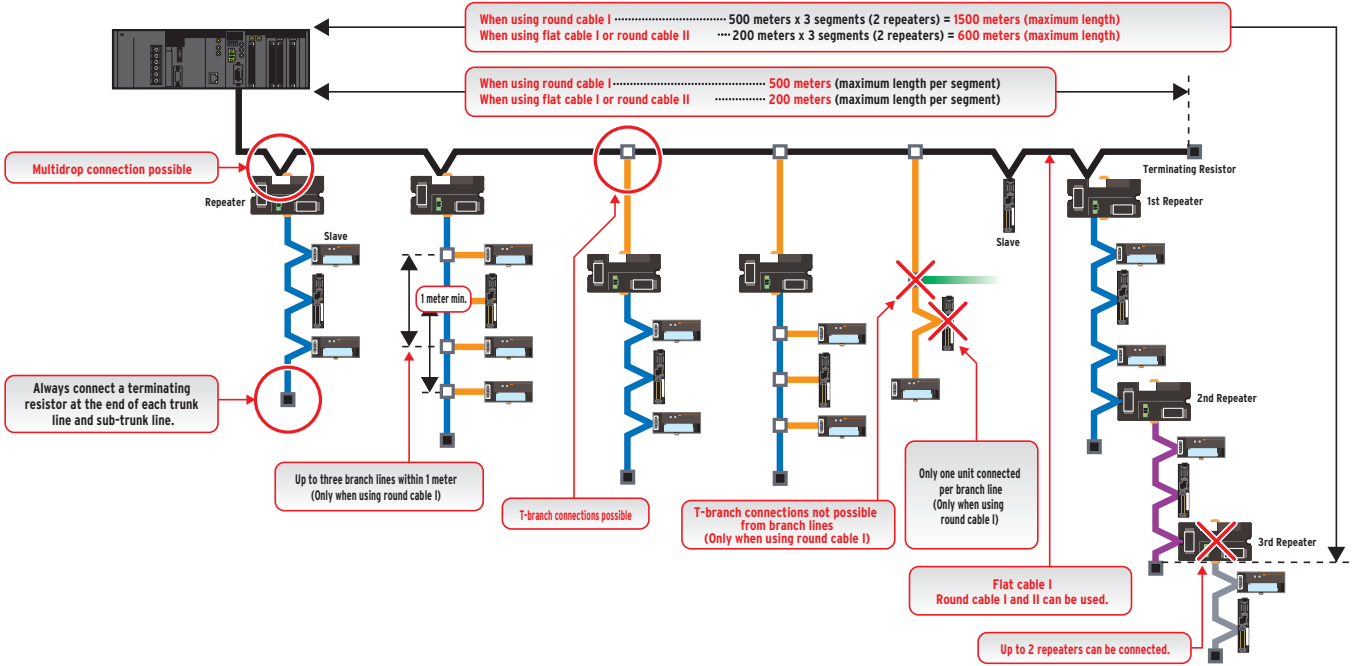 When using round cable I ···························· 500 meters x 3 segments (2 repeaters) = 1500 meters (maximum length)
When using flat cable I or round cable II ···· 200 meters x 3 segments (2 repeaters) = 600 meters (maximum length)
When using round cable I ····································· 500 meters (maximum length per segment)
When using flat cable I or round cable II ·············· 200 meters (maximum length per segment)
Multidrop connection possible
Terminating Resistor
Repeater
1st Repeater
Slave
Slave
1 meter min.
Always connect a terminating
resistor at the end of each trunk
line and sub-trunk line.
2nd Repeater
Up to three branch lines within 1 meter
(Only when using round cable I)
T-branch connections possible
T-branch connections not possible
from branch lines
(Only when using round cable I)
Only one unit connected
per branch line
(Only when using
round cable I)
3rd Repeater
Flat cable I
Round cable I and II can be used.
Up to 2 repeaters can be connected.